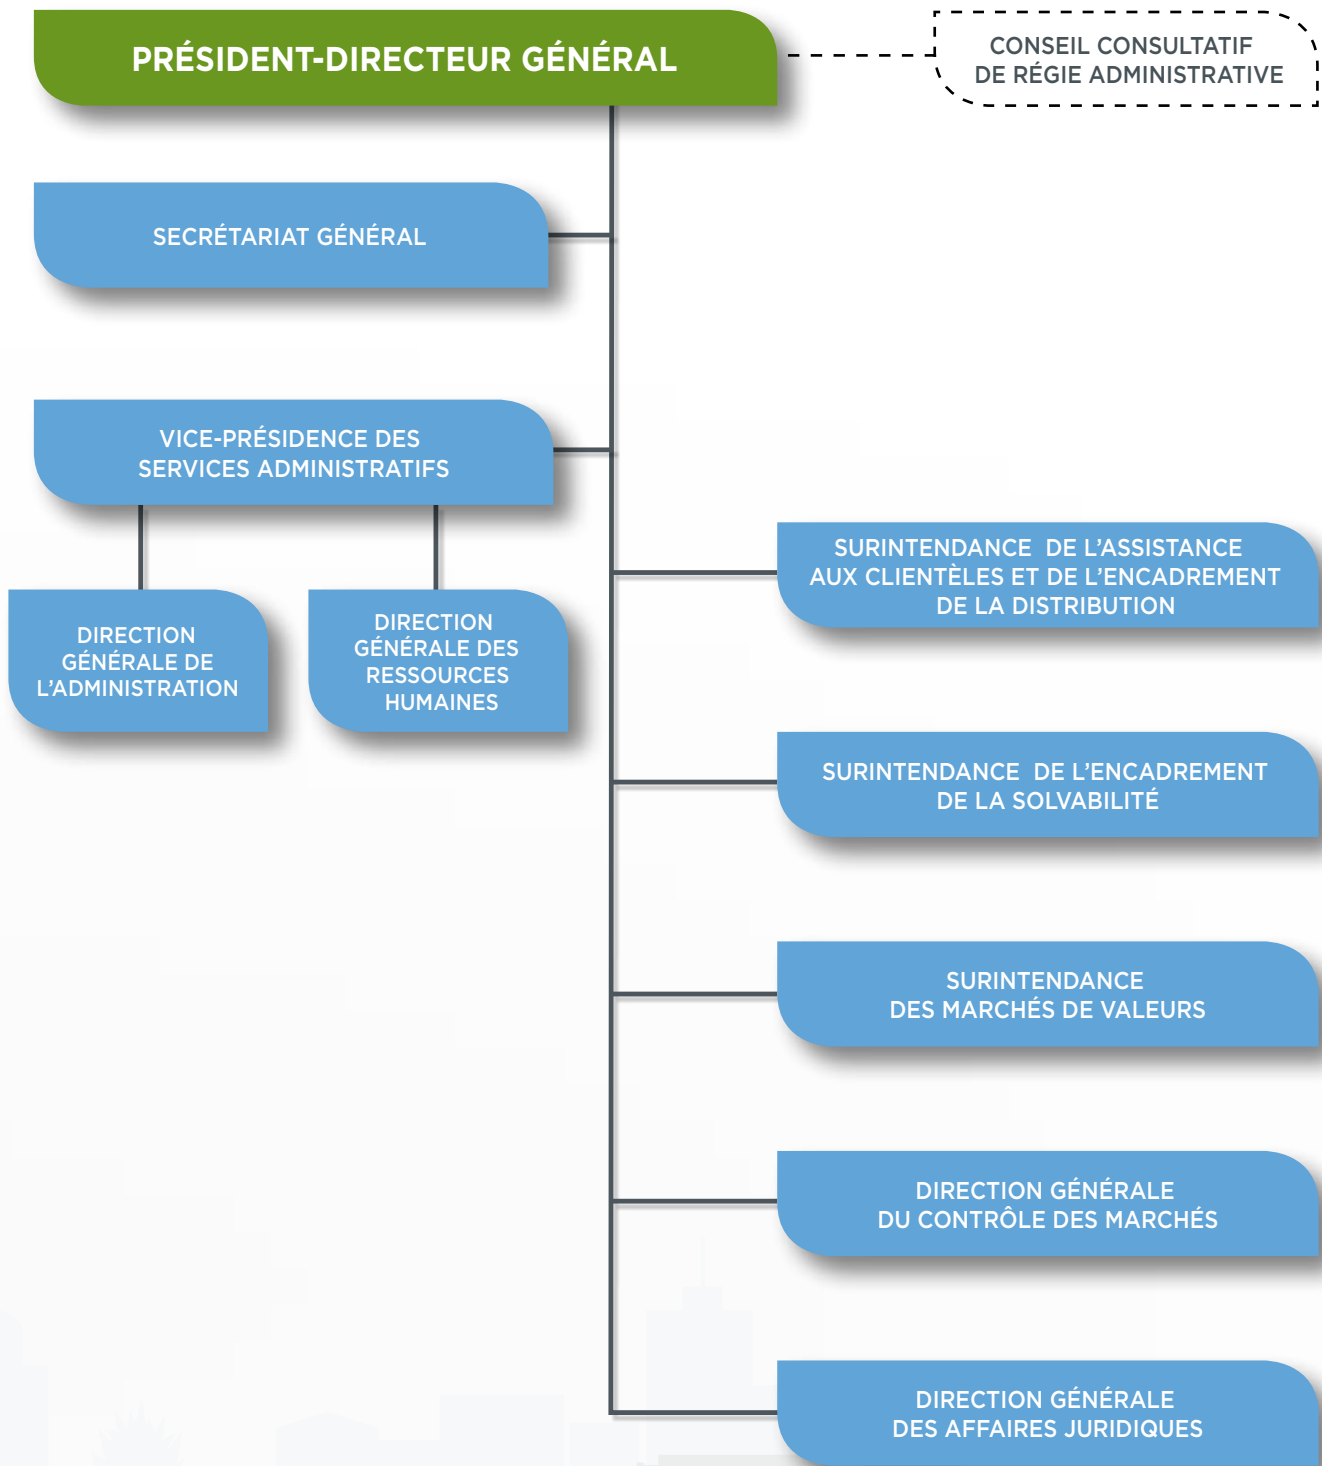 PRÉSIDENT-DIRECTEUR GÉNÉRAL
CONSEIL CONSULTATIF
DE RÉGIE ADMINISTRATIVE
SECRÉTARIAT GÉNÉRAL
VICE-PRÉSIDENCE DES
SERVICES ADMINISTRATIFS
DIRECTION
GÉNÉRALE DE
L’ADMINISTRATION
DIRECTION
GÉNÉRALE DES
RESSOURCES
HUMAINES
SURINTENDANCE DE L’ASSISTANCE
AUX CLIENTÈLES ET DE L’ENCADREMENT
DE LA DISTRIBUTION
SURINTENDANCE DE L’ENCADREMENT
DE LA SOLVABILITÉ
SURINTENDANCE
DES MARCHÉS DE VALEURS
DIRECTION GÉNÉRALE
DU CONTRÔLE DES MARCHÉS
DIRECTION GÉNÉRALE
DES AFFAIRES JURIDIQUES